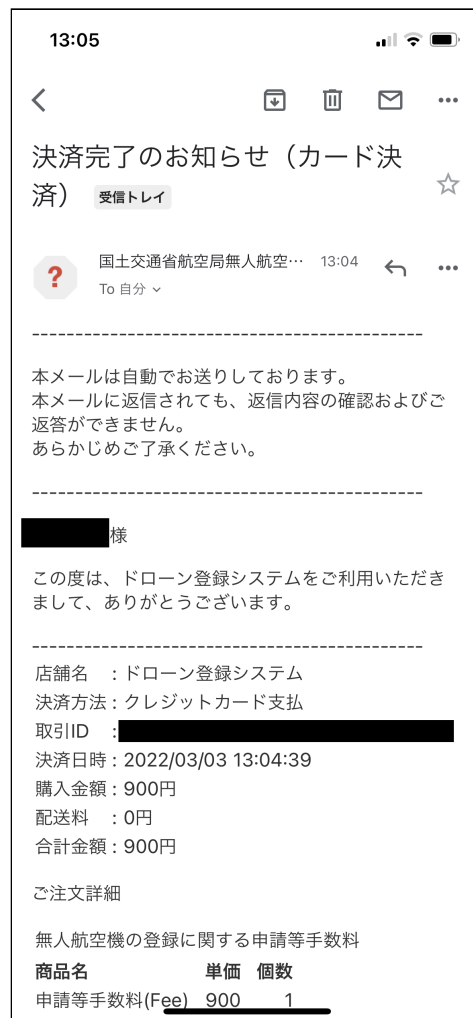 13:05
決済完了のお知らせ（カード決
済） 受信トレイ
国土交通省航空局無人航空… 13:04
To 自分
---------------------------------------------
本メールは自動でお送りしております。
本メールに返信されても、返信内容の確認およびご
返答ができません。
あらかじめご了承ください。
---------------------------------------------
様
この度は、ドローン登録システムをご利用いただき
まして、ありがとうございます。
---------------------------------------------
店舗名 : ドローン登録システム
決済方法 : クレジットカード支払
取引ID :
決済日時 : 2022/03/03 13:04:39
購入金額 : 900円
配送料 : 0円
合計金額 : 900円
ご注文詳細
無人航空機の登録に関する申請等手数料
商品名 単価 個数
申請等手数料(Fee) 900 1